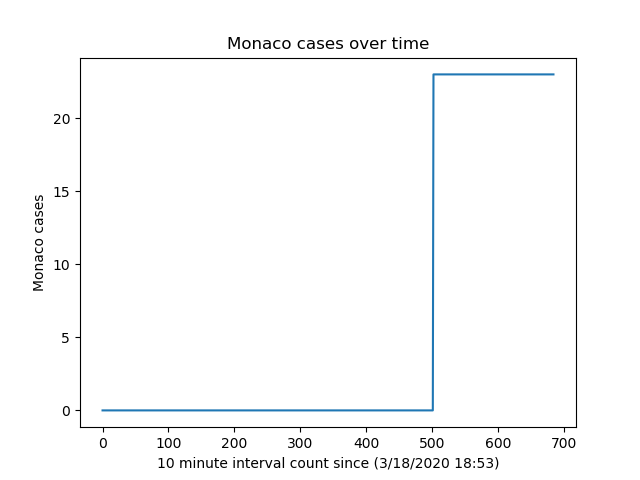 Monaco cases over time
Monaco cases
20
15
10
5
0
0 100 200 300 400 500 600 700
10 minute interval count since (3/18/2020 18:53)